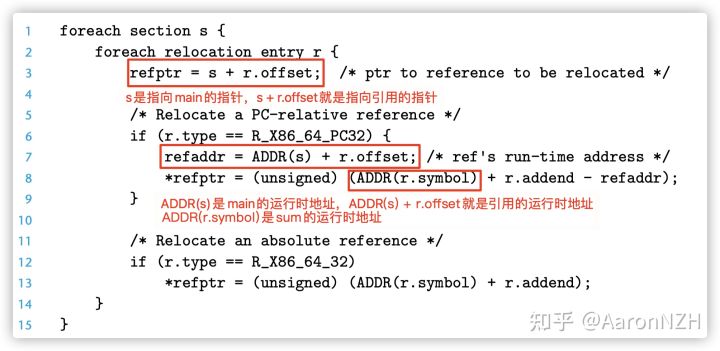 1 foreach section s {
2 foreach relocation entry r {
3 refptr = s + r.offset; /* ptr to reference to be relocated */
4 s是指向main的指针，s + r.offset就是指向引用的指针
5 /* Relocate a PC-relative reference */
6 if (r.type == R_X86_64_PC32) {
7 refaddr = ADDR(s) + r.offset; /* ref's run-time address */
8 *refptr = (unsigned) (ADDR(r.symbol) + r.addend - refaddr);
9 } ADDR(s)是main的运行时地址，ADDR(s) + r.offset就是引用的运行时地址
10 ADDR(r.symbol)是sum的运行时地址
11 /* Relocate an absolute reference */
12 if (r.type == R_X86_64_32)
13 *refptr = (unsigned) (ADDR(r.symbol) + r.addend);
14 }
15 }
知乎 @AaronNZH